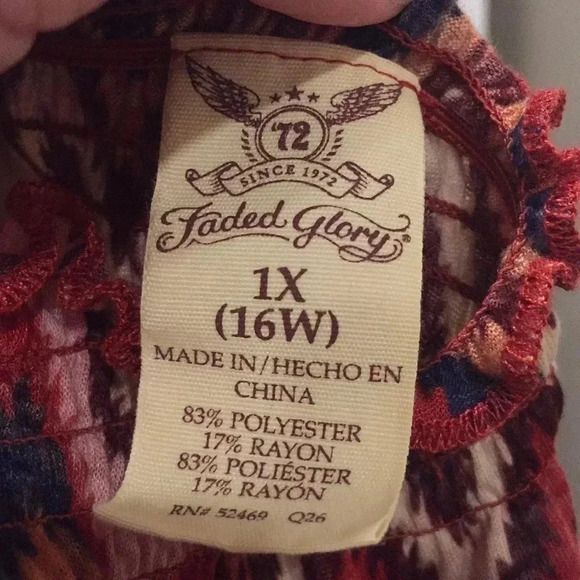 '72
SINCE 1972
Faded Glory®
1X
(16W)
MADE IN/HECHO EN
CHINA
83% POLYESTER
17% RAYON
83% POLIÉSTER
17% RAYÓN
RN# 52469 Q26